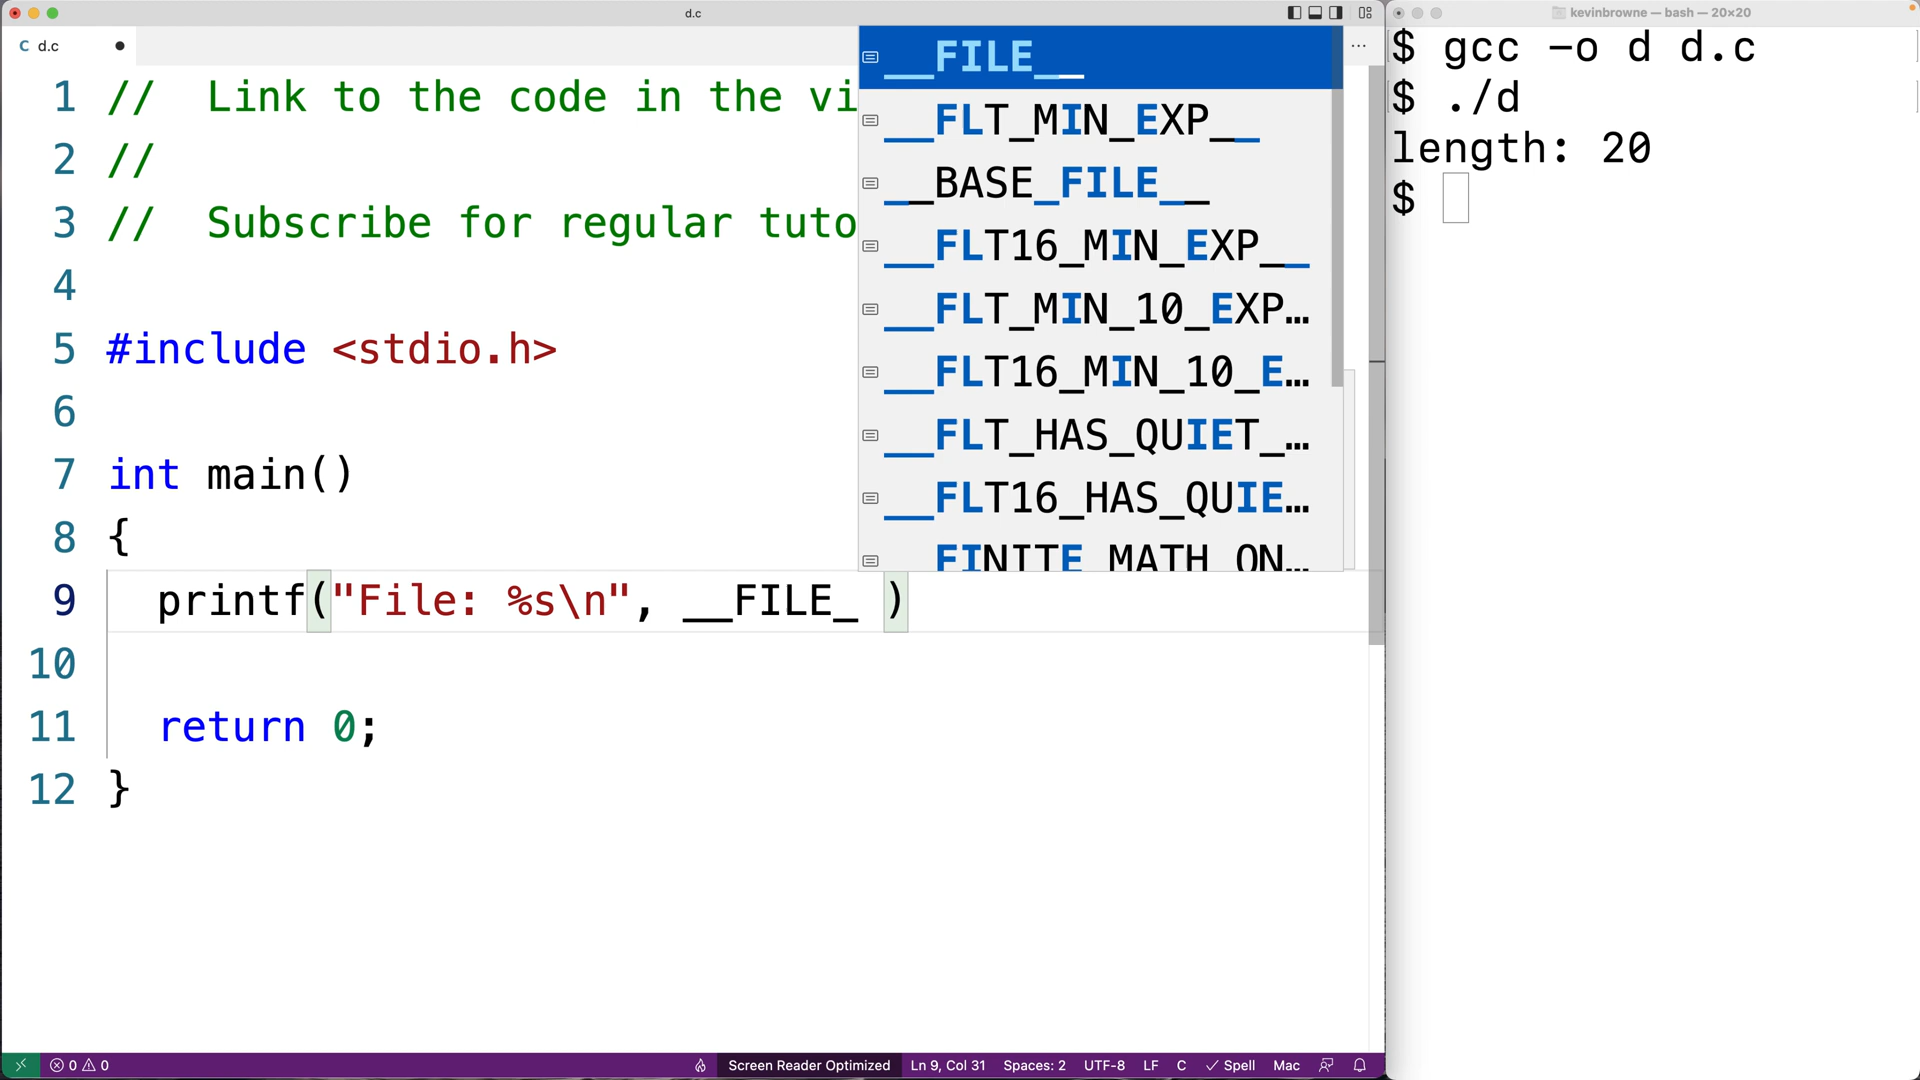 d.c
C d.c
1 // Link to the code in the vi
2 //
3 // Subscribe for regular tuto
4
5 #include <stdio.h>
6
7 int main()
8 {
9 printf("File: %s\n", __FILE_ )
10
11 return 0;
12 }
__FILE__
__FLT_MIN_EXP__
__BASE_FILE__
__FLT16_MIN_EXP__
__FLT_MIN_10_EXP…
__FLT16_MIN_10_E…
__FLT_HAS_QUIET_…
__FLT16_HAS_QUIE…
__FINITE_MATH_ON…
0 0 Screen Reader Optimized Ln 9, Col 31 Spaces: 2 UTF-8 LF C Spell Mac
kevinbrowne — bash — 20×20
$ gcc -o d d.c
$ ./d
length: 20
$